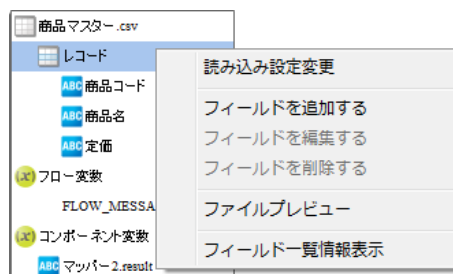 商品マスター.csv
レコード
ABC 商品コード
ABC 商品名
ABC 定価
(x) フロー変数
FLOW_MESSA
(x) コンポーネント変数
ABC マッパー2.result
読み込み設定変更
フィールドを追加する
フィールドを編集する
フィールドを削除する
ファイルプレビュー
フィールド一覧情報表示